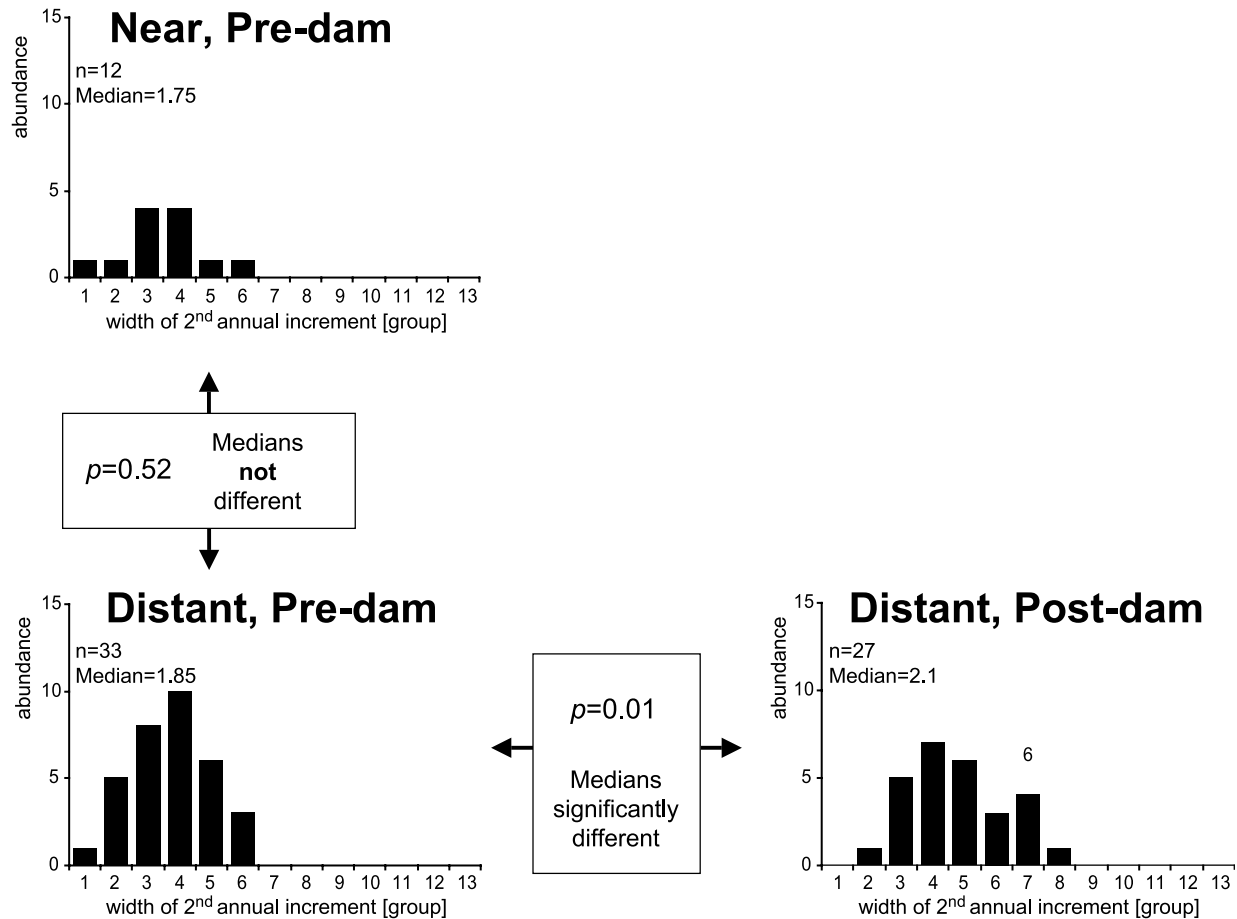 Near, Pre-dam
abundance
15
n=12
Median=1.75
10
5
0
1 2 3 4 5 6 7 8 9 10 11 12 13
width of 2nd annual increment [group]
p=0.52
Medians
not
different
Distant, Pre-dam
abundance
15
n=33
Median=1.85
10
5
0
1 2 3 4 5 6 7 8 9 10 11 12 13
width of 2nd annual increment [group]
p=0.01
Medians
significantly
different
Distant, Post-dam
abundance
15
n=27
Median=2.1
10
6
5
0
1 2 3 4 5 6 7 8 9 10 11 12 13
width of 2nd annual increment [group]